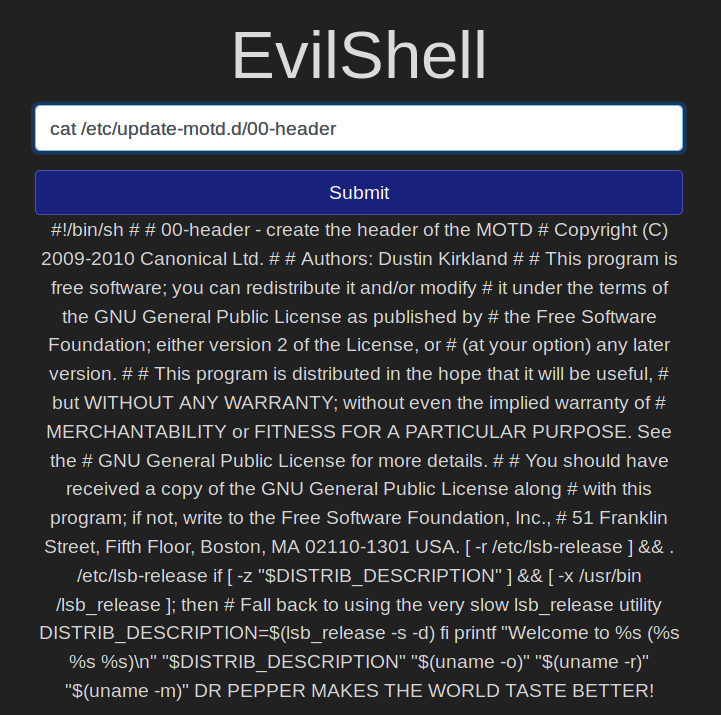 EvilShell
cat /etc/update-motd.d/00-header
Submit
#!/bin/sh # # 00-header - create the header of the MOTD # Copyright (C)
2009-2010 Canonical Ltd. # # Authors: Dustin Kirkland # # This program is
free software; you can redistribute it and/or modify # it under the terms of
the GNU General Public License as published by # the Free Software
Foundation; either version 2 of the License, or # (at your option) any later
version. # # This program is distributed in the hope that it will be useful, #
but WITHOUT ANY WARRANTY; without even the implied warranty of #
MERCHANTABILITY or FITNESS FOR A PARTICULAR PURPOSE. See
the # GNU General Public License for more details. # # You should have
received a copy of the GNU General Public License along # with this
program; if not, write to the Free Software Foundation, Inc., # 51 Franklin
Street, Fifth Floor, Boston, MA 02110-1301 USA. [ -r /etc/lsb-release ] && .
/etc/lsb-release if [ -z "$DISTRIB_DESCRIPTION" ] && [ -x /usr/bin
/lsb_release ]; then # Fall back to using the very slow lsb_release utility
DISTRIB_DESCRIPTION=$(lsb_release -s -d) fi printf "Welcome to %s (%s
%s %s)\n" "$DISTRIB_DESCRIPTION" "$(uname -o)" "$(uname -r)"
"$(uname -m)" DR PEPPER MAKES THE WORLD TASTE BETTER!